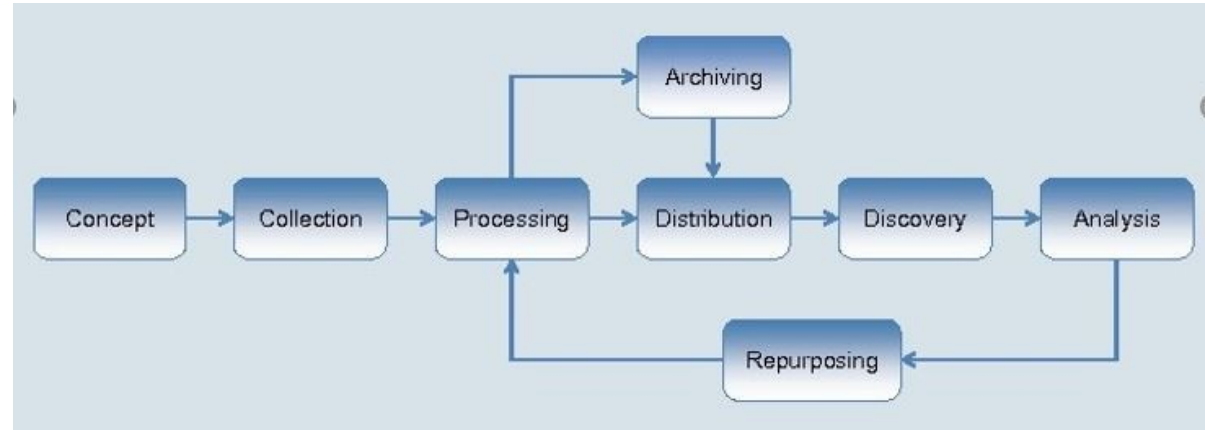 Archiving
Concept
Collection
Processing
Distribution
Discovery
Analysis
Repurposing